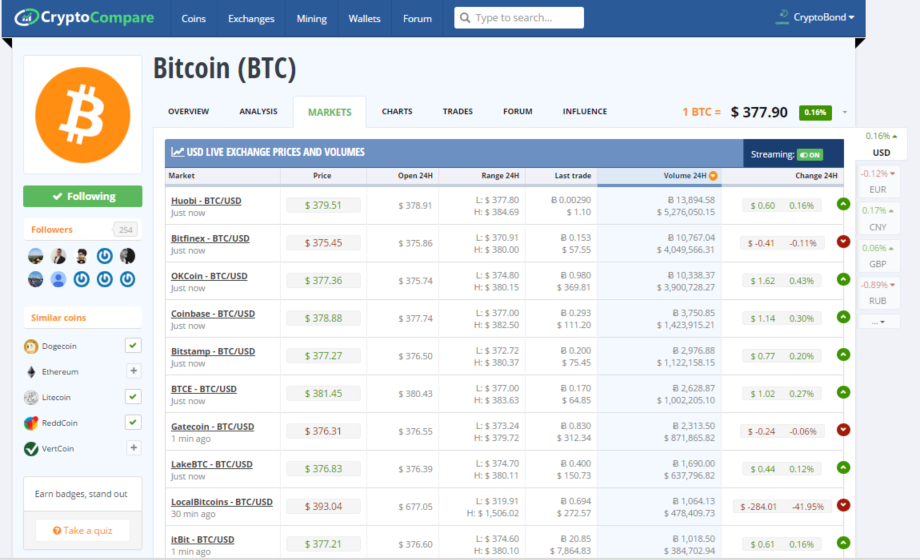 CryptoCompare Coins Exchanges Mining Wallets Forum Type to search... CryptoBond
Bitcoin (BTC)
OVERVIEW ANALYSIS MARKETS CHARTS TRADES FORUM INFLUENCE 1 BTC = $ 377.90 0.16%
USD LIVE EXCHANGE PRICES AND VOLUMES Streaming: ON
Market Price Open 24H Range 24H Last trade Volume 24H Change 24H
Huobi - BTC/USD $ 379.51 $ 378.91 L: $ 377.80 Ƀ 0.00290 Ƀ 13,894.58 $ 0.60 0.16%
Just now H: $ 384.69 $ 1.10 $ 5,276,050.15
Bitfinex - BTC/USD $ 375.45 $ 375.86 L: $ 370.91 Ƀ 0.153 Ƀ 10,767.04 $ -0.41 -0.11%
Just now H: $ 380.00 $ 57.55 $ 4,049,566.31
OKCoin - BTC/USD $ 377.36 $ 375.74 L: $ 374.80 Ƀ 0.980 Ƀ 10,338.37 $ 1.62 0.43%
Just now H: $ 380.15 $ 369.81 $ 3,900,728.27
Coinbase - BTC/USD $ 378.88 $ 377.74 L: $ 377.00 Ƀ 0.293 Ƀ 3,750.85 $ 1.14 0.30%
Just now H: $ 382.50 $ 111.20 $ 1,423,915.21
Bitstamp - BTC/USD $ 377.27 $ 376.50 L: $ 372.72 Ƀ 0.200 Ƀ 2,976.88 $ 0.77 0.20%
Just now H: $ 380.37 $ 75.45 $ 1,122,158.15
BTCE - BTC/USD $ 381.45 $ 380.43 L: $ 377.00 Ƀ 0.170 Ƀ 2,628.87 $ 1.02 0.27%
Just now H: $ 383.63 $ 64.85 $ 1,002,205.10
Gatecoin - BTC/USD $ 376.31 $ 376.55 L: $ 373.24 Ƀ 0.830 Ƀ 2,313.50 $ -0.24 -0.06%
1 min ago H: $ 379.72 $ 312.34 $ 871,865.82
LakeBTC - BTC/USD $ 376.83 $ 376.39 L: $ 374.70 Ƀ 0.400 Ƀ 1,690.00 $ 0.44 0.12%
Just now H: $ 380.11 $ 150.73 $ 637,796.82
LocalBitcoins - BTC/USD $ 393.04 $ 677.05 L: $ 319.91 Ƀ 0.694 Ƀ 1,064.13 $ -284.01 -41.95%
30 min ago H: $ 1,506.02 $ 272.57 $ 478,409.73
itBit - BTC/USD $ 377.21 $ 376.60 L: $ 374.60 Ƀ 20.85 Ƀ 1,018.50 $ 0.61 0.16%
1 min ago H: $ 380.10 $ 7,864.83 $ 384,702.94
Following
Followers 254
Similar coins
Dogecoin
Ethereum
Litecoin
ReddCoin
VertCoin
Earn badges, stand out
Take a quiz
0.16%
USD
-0.12%
EUR
0.17%
CNY
0.06%
GBP
-0.89%
RUB
...